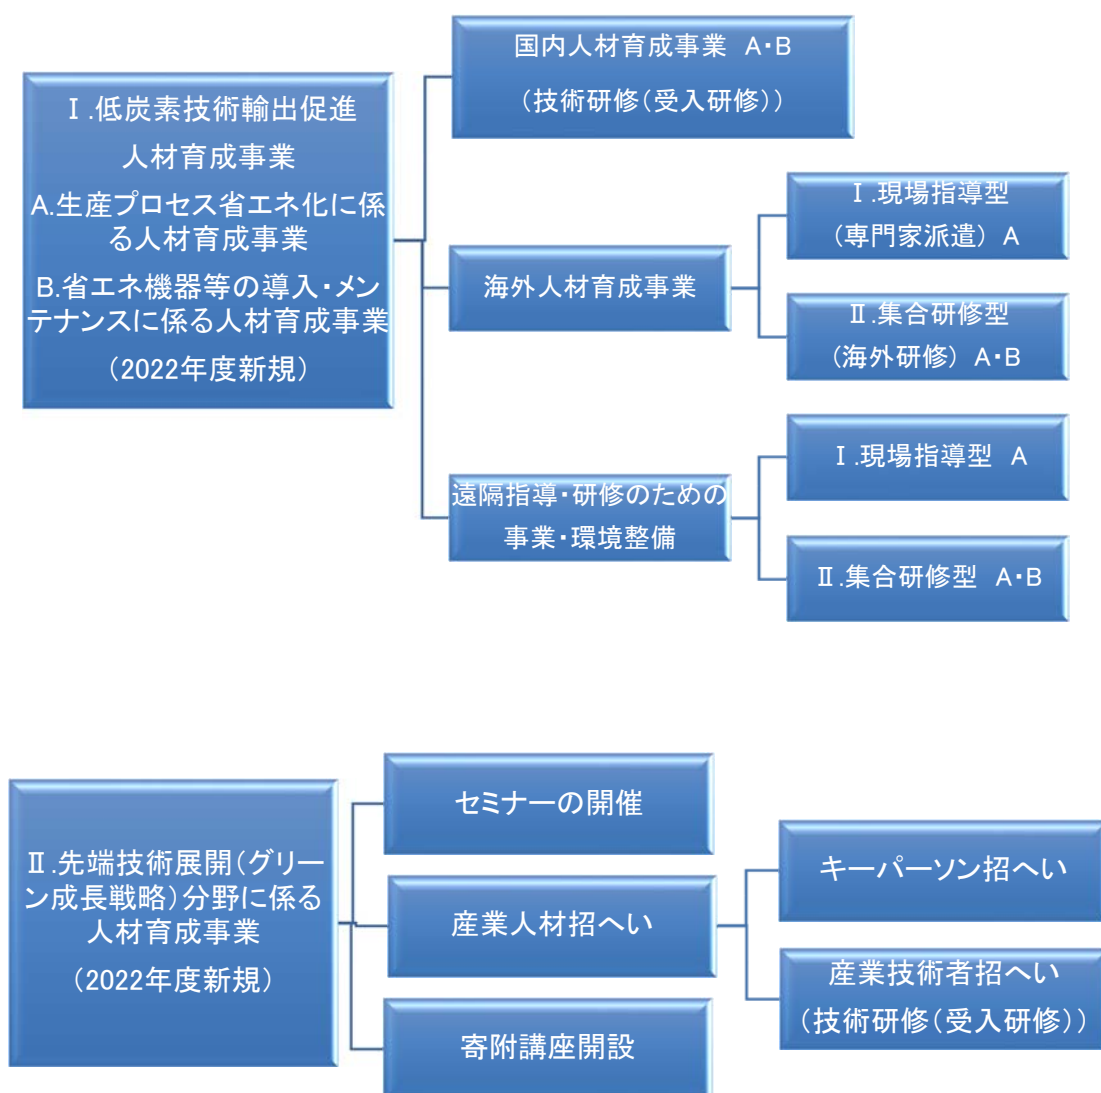 Ⅰ.低炭素技術輸出促進
人材育成事業
A.生産プロセス省エネ化に係
る人材育成事業
B.省エネ機器等の導入・メン
テナンスに係る人材育成事業
（2022年度新規）
国内人材育成事業 A・B
（技術研修（受入研修））
海外人材育成事業
Ⅰ.現場指導型
（専門家派遣） A
Ⅱ.集合研修型
（海外研修） A・B
遠隔指導・研修のための
事業・環境整備
Ⅰ.現場指導型 A
Ⅱ.集合研修型 A・B
Ⅱ.先端技術展開（グリー
ン成長戦略）分野に係る
人材育成事業
（2022年度新規）
セミナーの開催
産業人材招へい
キーパーソン招へい
産業技術者招へい
（技術研修（受入研修））
寄附講座開設